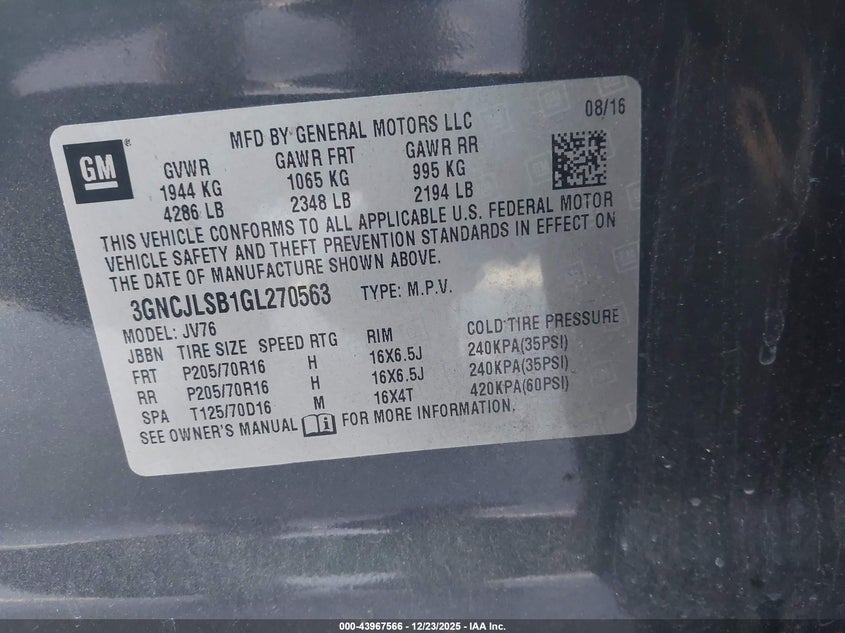 08/16
MFD BY GENERAL MOTORS LLC
GM ®
GVWR GAWR FRT GAWR RR
1944 KG 1065 KG 995 KG
4286 LB 2348 LB 2194 LB
THIS VEHICLE CONFORMS TO ALL APPLICABLE U.S. FEDERAL MOTOR
VEHICLE SAFETY AND THEFT PREVENTION STANDARDS IN EFFECT ON
THE DATE OF MANUFACTURE SHOWN ABOVE.
3GNCJLSB1GL270563 TYPE: M.P.V.
MODEL: JV76
JBBN TIRE SIZE SPEED RTG RIM COLD TIRE PRESSURE
FRT P205/70R16 H 16X6.5J 240KPA(35PSI)
RR P205/70R16 H 16X6.5J 240KPA(35PSI)
SPA T125/70D16 M 16X4T 420KPA(60PSI)
SEE OWNER'S MANUAL FOR MORE INFORMATION.
000-43967566 - 12/23/2025 - IAA Inc.